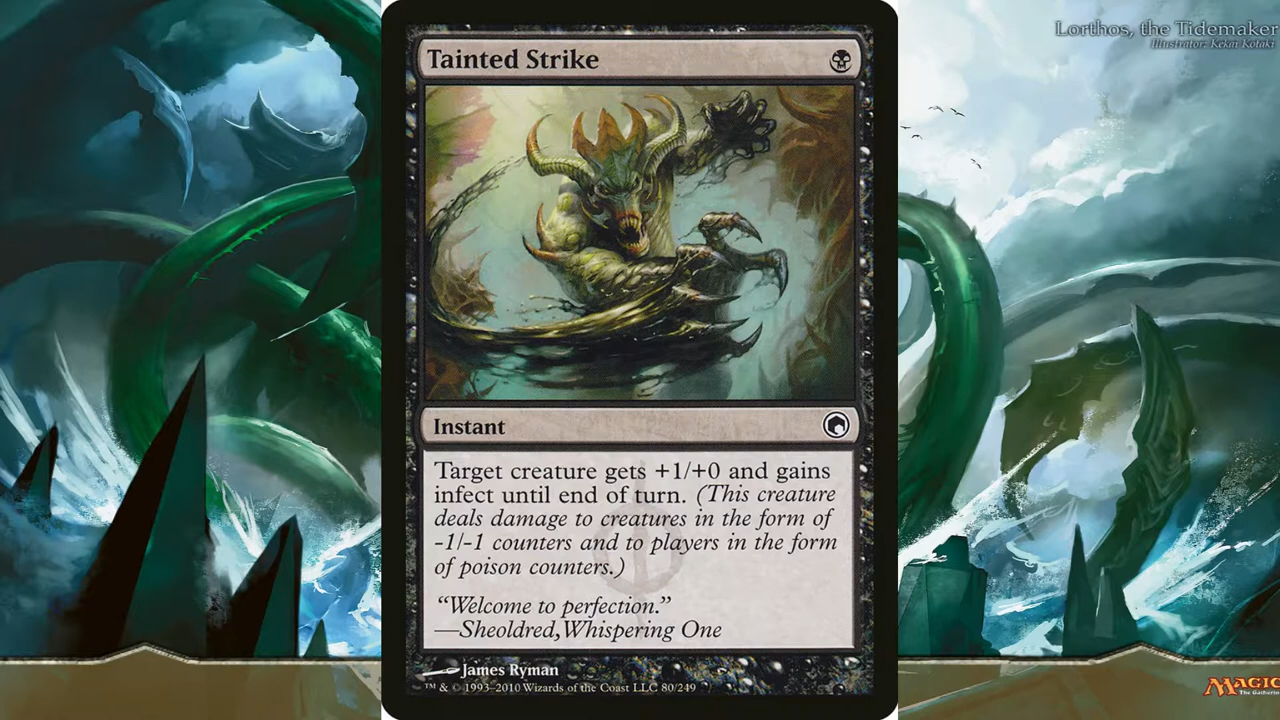 Lorthos, the Tidemaker
Illustrator: Kekai Kotaki
Tainted Strike
Instant
Target creature gets +1/+0 and gains
infect until end of turn. (This creature
deals damage to creatures in the form of
-1/-1 counters and to players in the form
of poison counters.)
“Welcome to perfection.”
—Sheoldred, Whispering One
James Ryman
™ & © 1993–2010 Wizards of the Coast LLC 80/249
MAGIC
The Gatherin